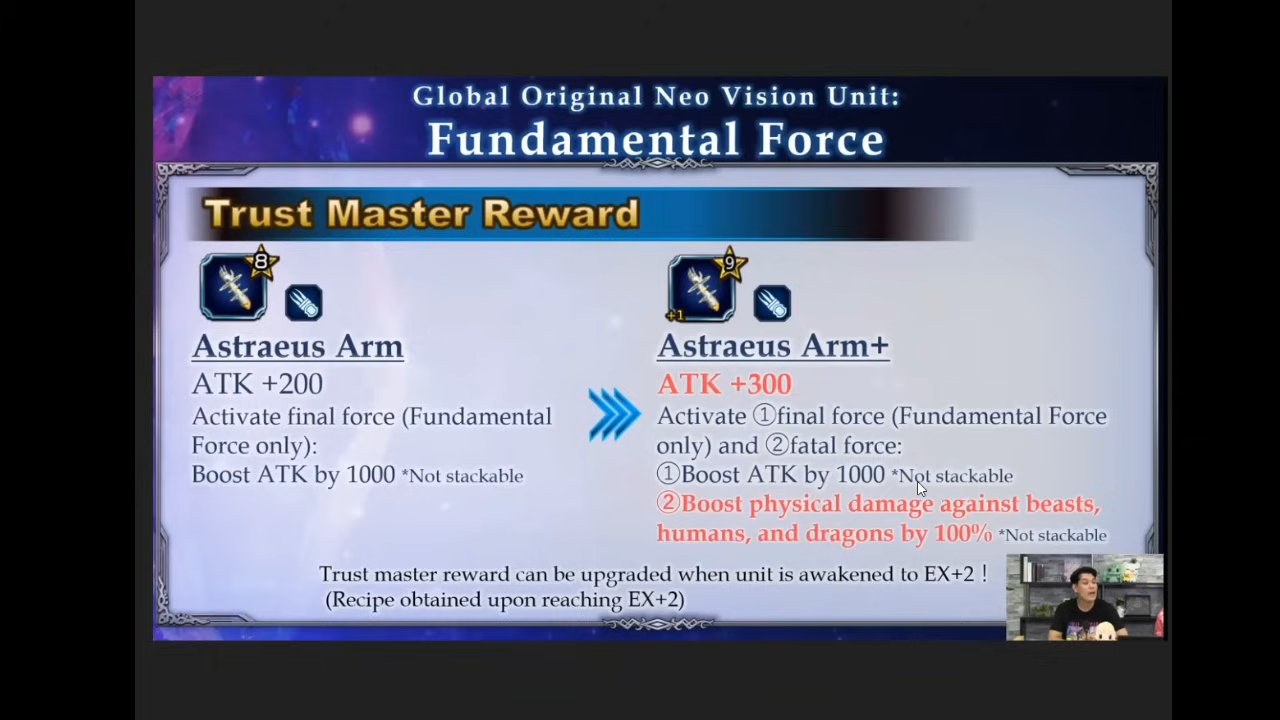 Global Original Neo Vision Unit:
Fundamental Force
Trust Master Reward
8
Astraeus Arm
ATK +200
Activate final force (Fundamental
Force only):
Boost ATK by 1000 *Not stackable
9
+1
Astraeus Arm+
ATK +300
Activate ①final force (Fundamental Force
only) and ②fatal force:
①Boost ATK by 1000 *Not stackable
②Boost physical damage against beasts,
humans, and dragons by 100% *Not stackable
Trust master reward can be upgraded when unit is awakened to EX+2 !
(Recipe obtained upon reaching EX+2)